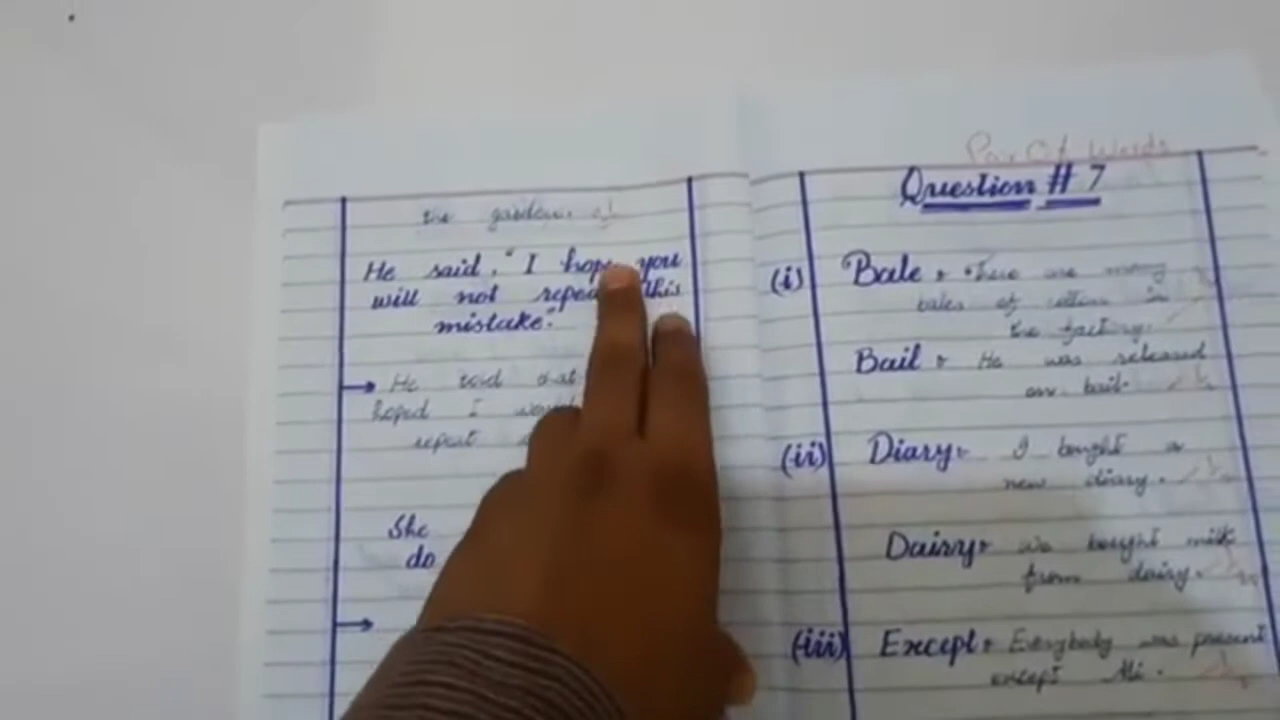 the garden.
He said, "I hope you
will not repeat this
mistake."
He told that
hoped I would
repeat
She
do
Pair Of Words
Question # 7
(i) Bale : There are many
bales of cotton in
the factory.
Bail : He was released
on bail.
(ii) Diary : I bought a
new diary.
Dairy : We bought milk
from dairy.
(iii) Except : Everybody was present
except Ali.